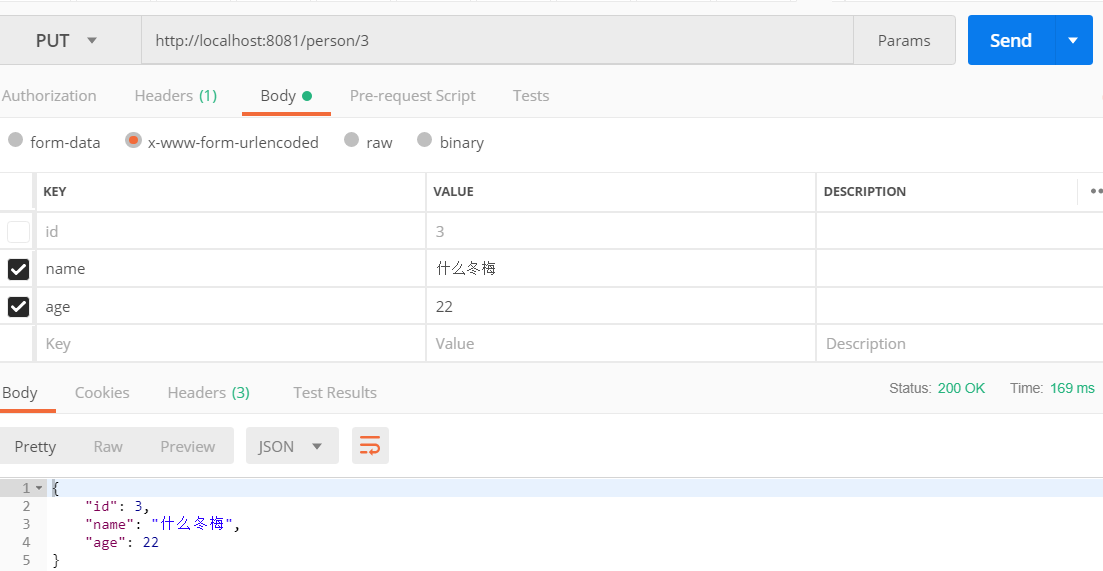 PUT http://localhost:8081/person/3 Params Send
Authorization Headers (1) Body Pre-request Script Tests
form-data x-www-form-urlencoded raw binary
KEY VALUE DESCRIPTION
id 3
name 什么冬梅
age 22
Key Value Description
Body Cookies Headers (3) Test Results Status: 200 OK Time: 169 ms
Pretty Raw Preview JSON
1 {
2 "id": 3,
3 "name": "什么冬梅",
4 "age": 22
5 }